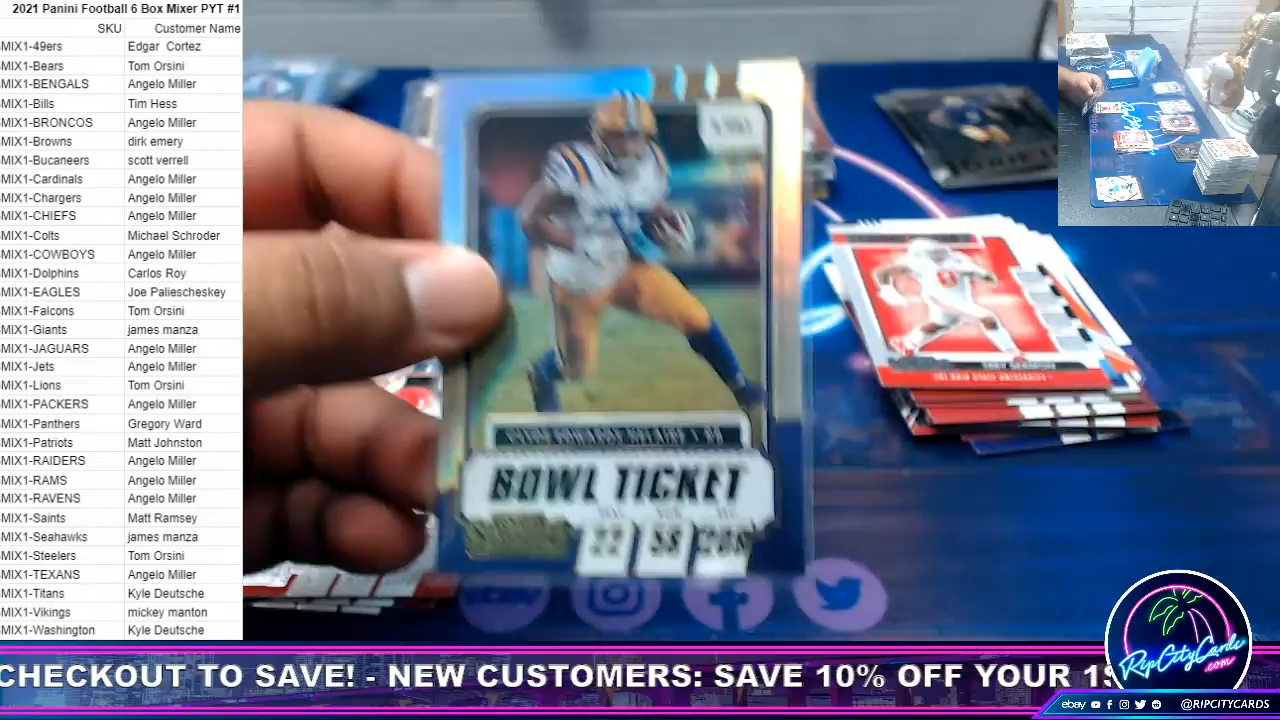 2021 Panini Football 6 Box Mixer PYT #1
SKU Customer Name
MIX1-49ers Edgar Cortez
MIX1-Bears Tom Orsini
MIX1-BENGALS Angelo Miller
MIX1-Bills Tim Hess
MIX1-BRONCOS Angelo Miller
MIX1-Browns dirk emery
MIX1-Bucaneers scott verrell
MIX1-Cardinals Angelo Miller
MIX1-Chargers Angelo Miller
MIX1-CHIEFS Angelo Miller
MIX1-Colts Michael Schroder
MIX1-COWBOYS Angelo Miller
MIX1-Dolphins Carlos Roy
MIX1-EAGLES Joe Paliescheskey
MIX1-Falcons Tom Orsini
MIX1-Giants james manza
MIX1-JAGUARS Angelo Miller
MIX1-Jets Angelo Miller
MIX1-Lions Tom Orsini
MIX1-PACKERS Angelo Miller
MIX1-Panthers Gregory Ward
MIX1-Patriots Matt Johnston
MIX1-RAIDERS Angelo Miller
MIX1-RAMS Angelo Miller
MIX1-RAVENS Angelo Miller
MIX1-Saints Matt Ramsey
MIX1-Seahawks james manza
MIX1-Steelers Tom Orsini
MIX1-TEXANS Angelo Miller
MIX1-Titans Kyle Deutsche
MIX1-Vikings mickey manton
MIX1-Washington Kyle Deutsche
BOWL TICKET
RipCityCards
.com
CHECKOUT TO SAVE! - NEW CUSTOMERS: SAVE 10% OFF YOUR 1S
ebay @RIPCITYCARDS